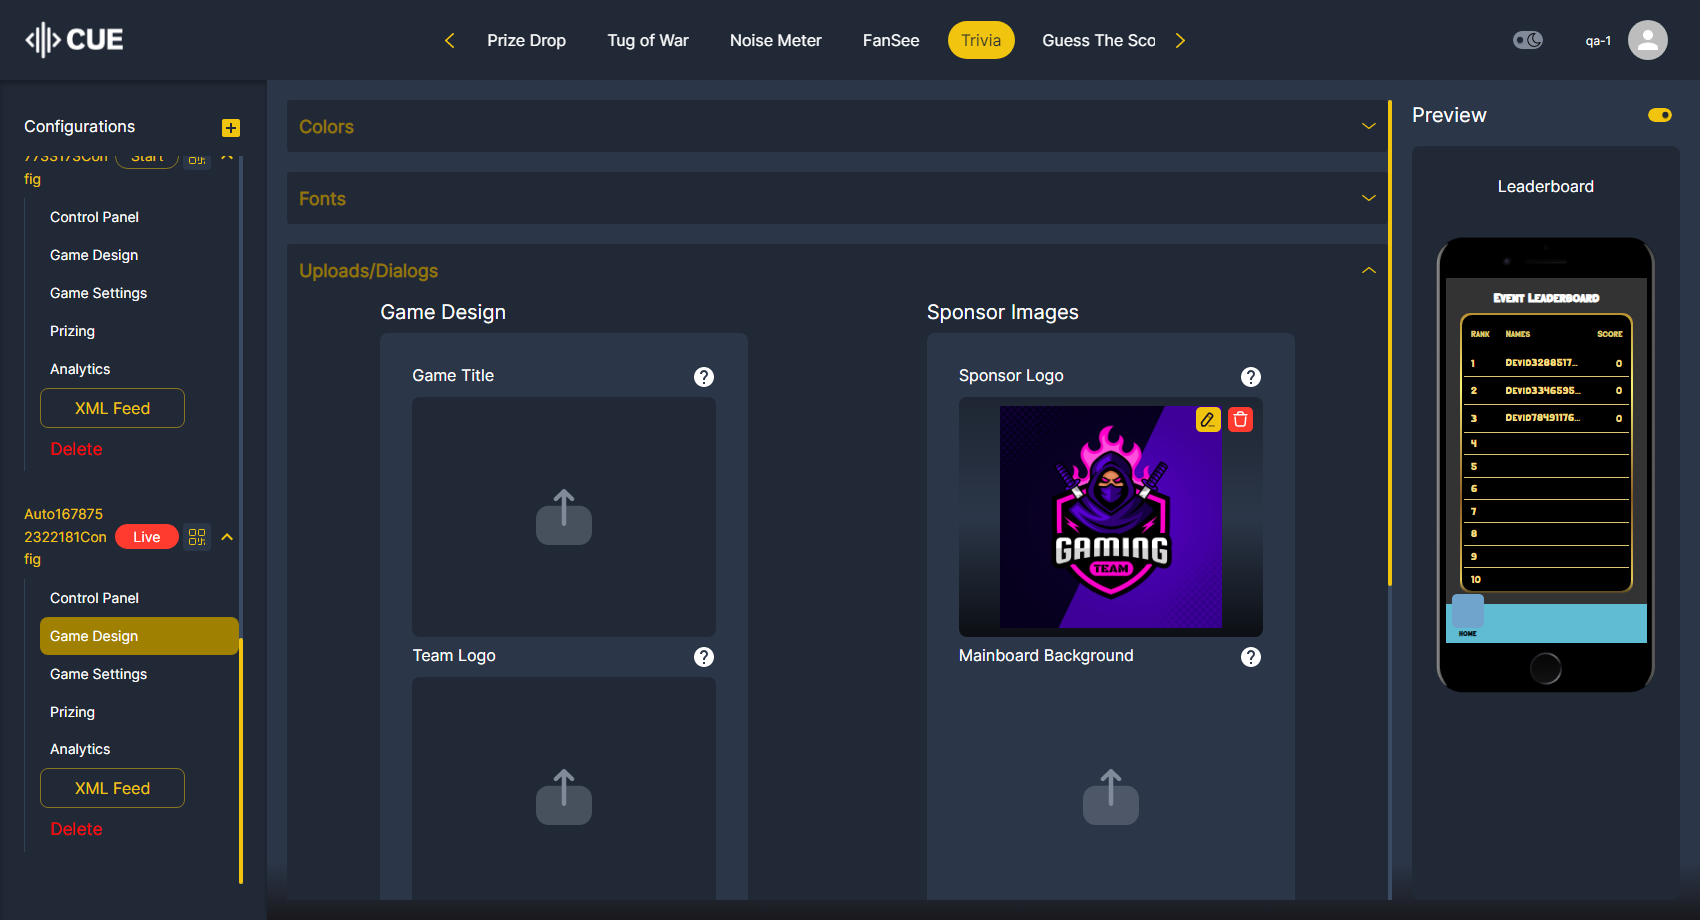 CUE
Prize Drop
Tug of War
Noise Meter
FanSee
Trivia
Guess The Sco
qa-1
Configurations
Start
fig
Control Panel
Game Design
Game Settings
Prizing
Analytics
XML Feed
Delete
Auto167875
2322181Con
fig
Live
Control Panel
Game Design
Game Settings
Prizing
Analytics
XML Feed
Delete
Colors
Fonts
Uploads/Dialogs
Game Design
Game Title
?
Team Logo
?
Sponsor Images
Sponsor Logo
?
GAMING
TEAM
Mainboard Background
?
Preview
Leaderboard
Event Leaderboard
Rank Names Score
1 Devid3288517... 0
2 Devid3346595... 0
3 Devid78491176... 0
4
5
6
7
8
9
10
HOME